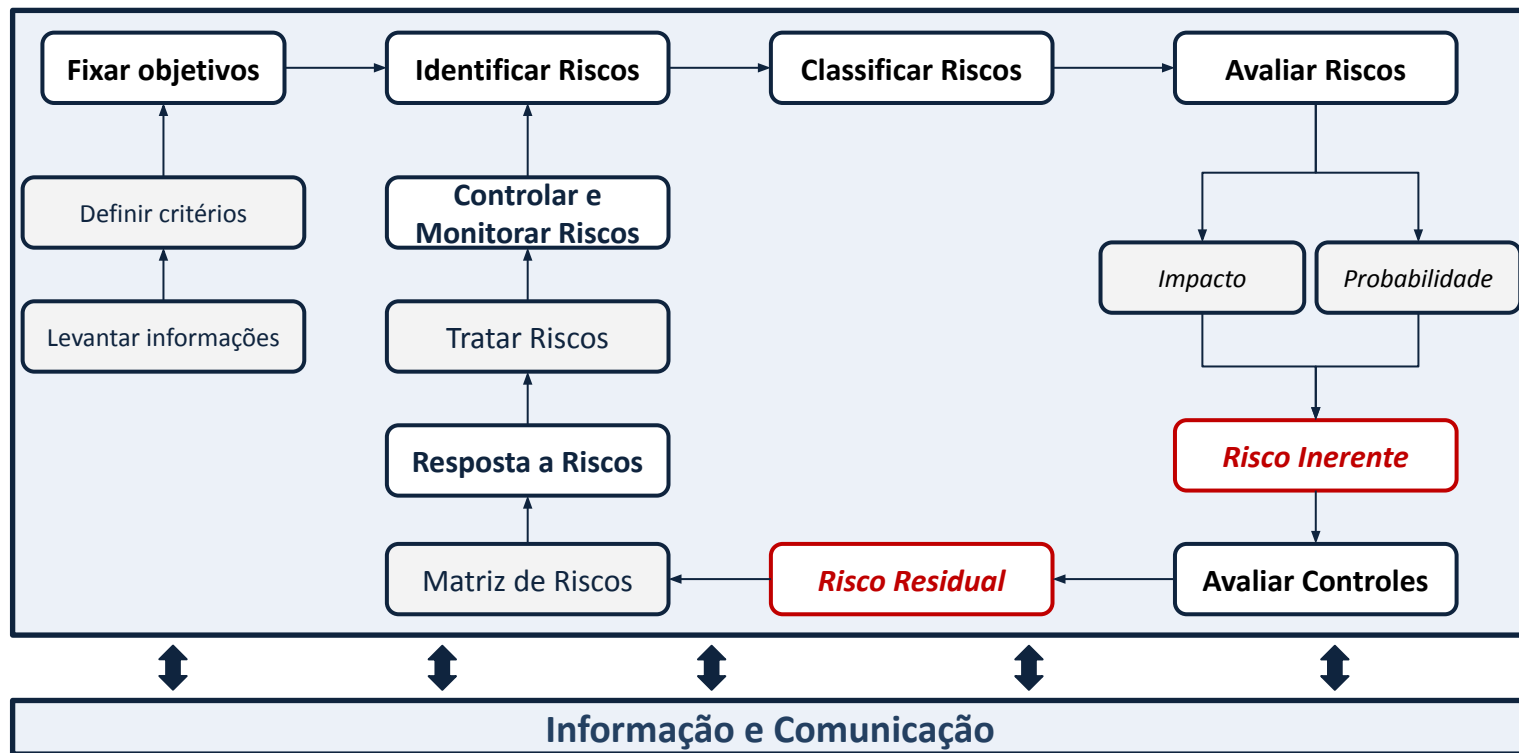 Fixar objetivos
Identificar Riscos
Classificar Riscos
Avaliar Riscos
Definir critérios
Controlar e
Monitorar Riscos
Impacto
Probabilidade
Levantar informações
Tratar Riscos
Resposta a Riscos
Risco Inerente
Matriz de Riscos
Risco Residual
Avaliar Controles
Informação e Comunicação